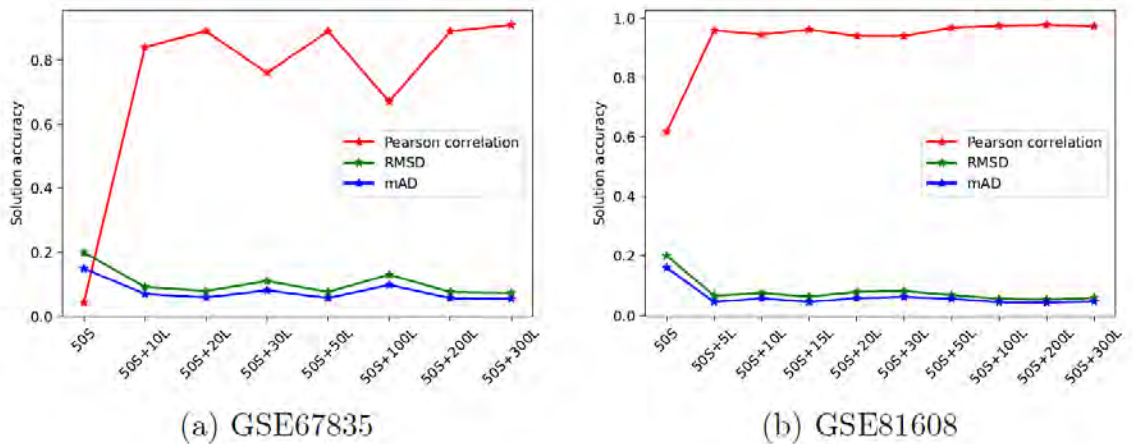 Solution accuracy
0.8
0.6
0.4
0.2
0.0
Pearson correlation
RMSD
mAD
50S
50S+10L
50S+20L
50S+30L
50S+50L
50S+100L
50S+200L
50S+300L
(a) GSE67835
Solution accuracy
1.0
0.8
0.6
0.4
0.2
0.0
Pearson correlation
RMSD
mAD
50S
50S+5L
50S+10L
50S+15L
50S+20L
50S+30L
50S+50L
50S+100L
50S+200L
50S+300L
(b) GSE81608